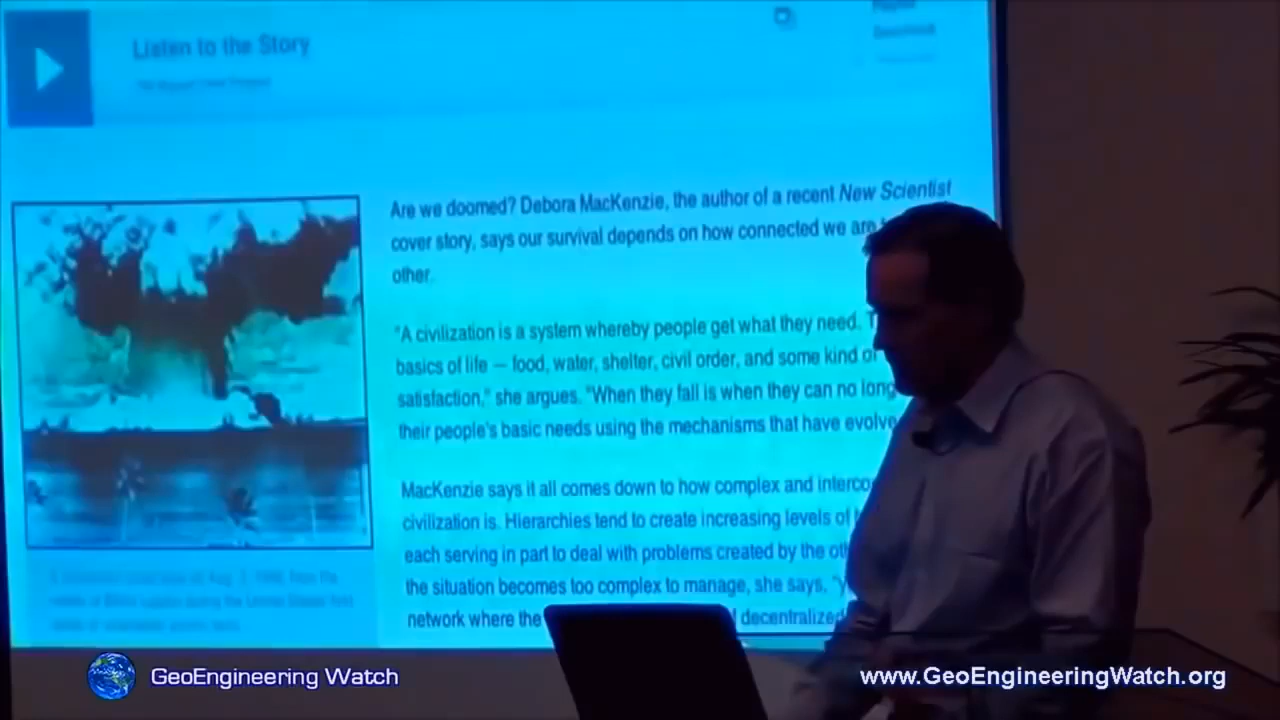 Listen to the Story
Are we doomed? Debora MacKenzie, the author of a recent New Scientist
cover story, says our survival depends on how connected we are
other.
"A civilization is a system whereby people get what they need. T
basics of life — food, water, shelter, civil order, and some kind of
satisfaction," she argues. "When they fall is when they can no long
their people's basic needs using the mechanisms that have evolve
MacKenzie says it all comes down to how complex and interco
civilization is. Hierarchies tend to create increasing levels of
each serving in part to deal with problems created by the oth
the situation becomes too complex to manage, she says, "y
network where the decentralized
GeoEngineering Watch
www.GeoEngineeringWatch.org